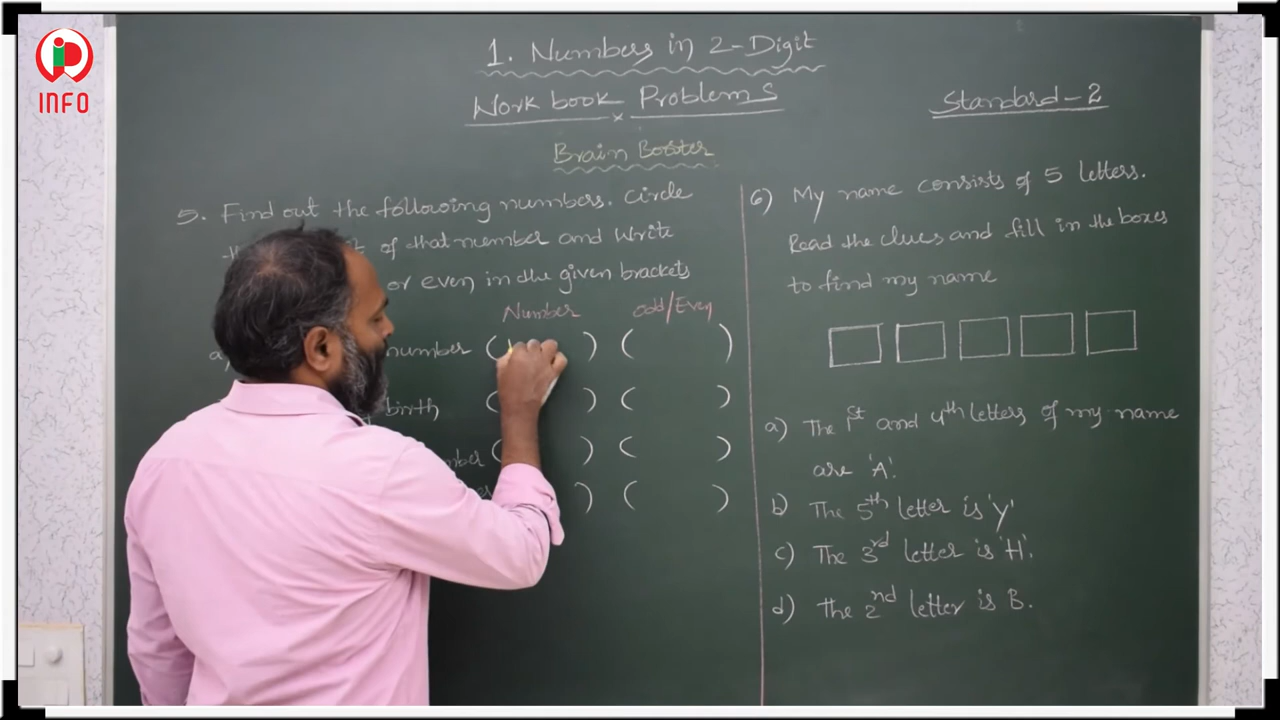 INFO
1. Numbers in 2-Digit
Work book Problems
Standard-2
Brain Booster
5. Find out the following numbers. Circle
of that number and Write
or even in the given brackets
Number Odd/Even
number ( ) ( )
birth ( ) ( )
( ) ( )
) ( )
6) My name consists of 5 letters.
Read the clues and fill in the boxes
to find my name
a) The 1st and 4th letters of my name
are 'A'.
b) The 5th letter is 'Y'
c) The 3rd letter is 'H'.
d) The 2nd letter is B.